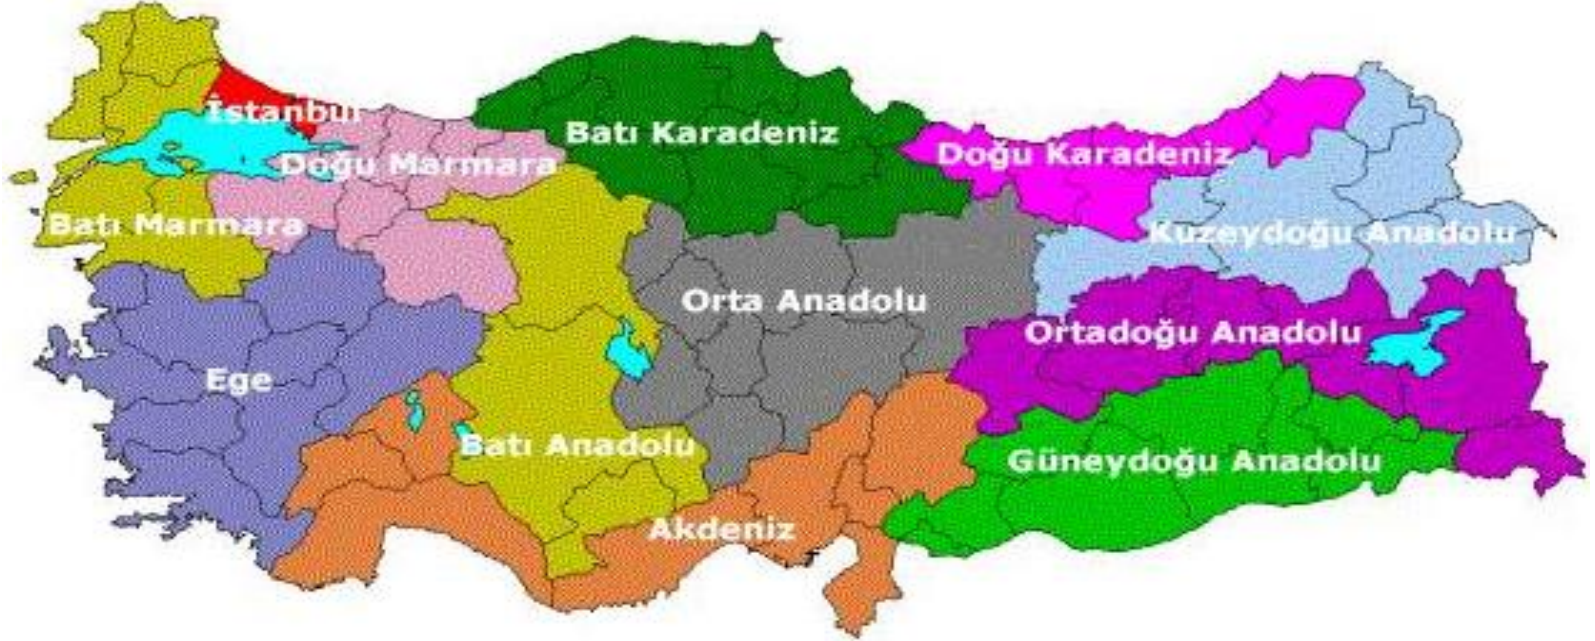 İstanbul
Batı Karadeniz
Doğu Karadeniz
Doğu Marmara
Batı Marmara
Kuzeydoğu Anadolu
Orta Anadolu
Ortadoğu Anadolu
Ege
Batı Anadolu
Güneydoğu Anadolu
Akdeniz